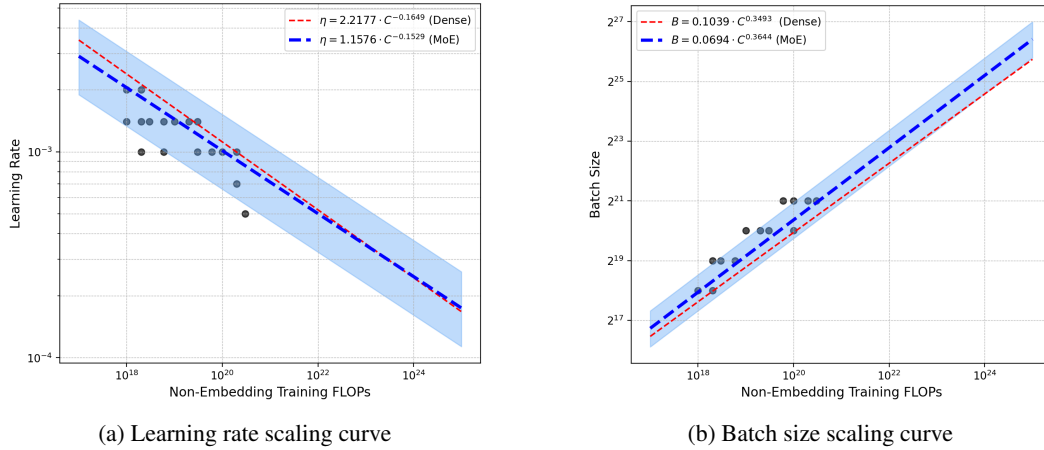 η = 2.2177 · C^−0.1649 (Dense)
η = 1.1576 · C^−0.1529 (MoE)
Learning Rate
10^−3
10^−4
10^18
10^20
10^22
10^24
Non-Embedding Training FLOPs
(a) Learning rate scaling curve
B = 0.1039 · C^0.3493 (Dense)
B = 0.0694 · C^0.3644 (MoE)
Batch Size
2^27
2^25
2^23
2^21
2^19
2^17
10^18
10^20
10^22
10^24
Non-Embedding Training FLOPs
(b) Batch size scaling curve